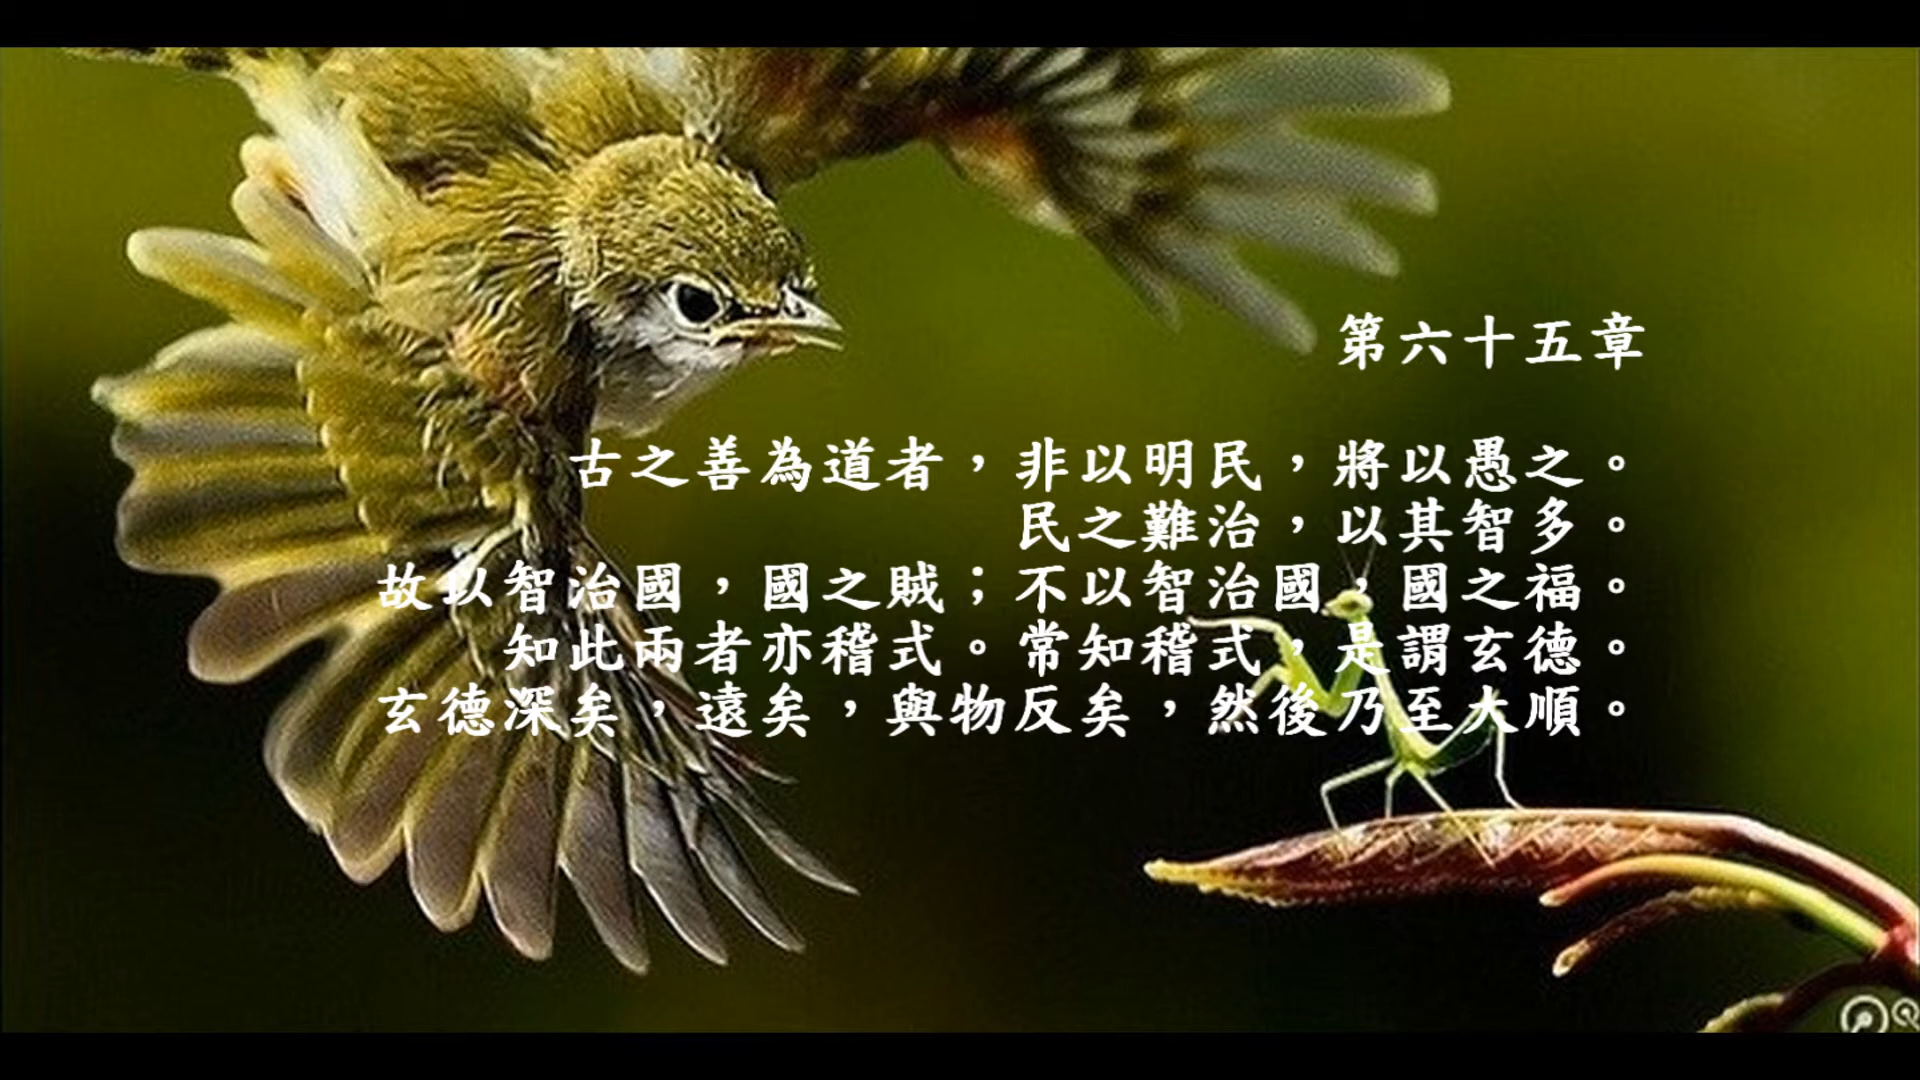 第六十五章
古之善為道者，非以明民，將以愚之。
民之難治，以其智多。
故以智治國，國之賊；不以智治國，國之福。
知此兩者亦稽式。常知稽式，是謂玄德。
玄德深矣，遠矣，與物反矣，然後乃至大順。